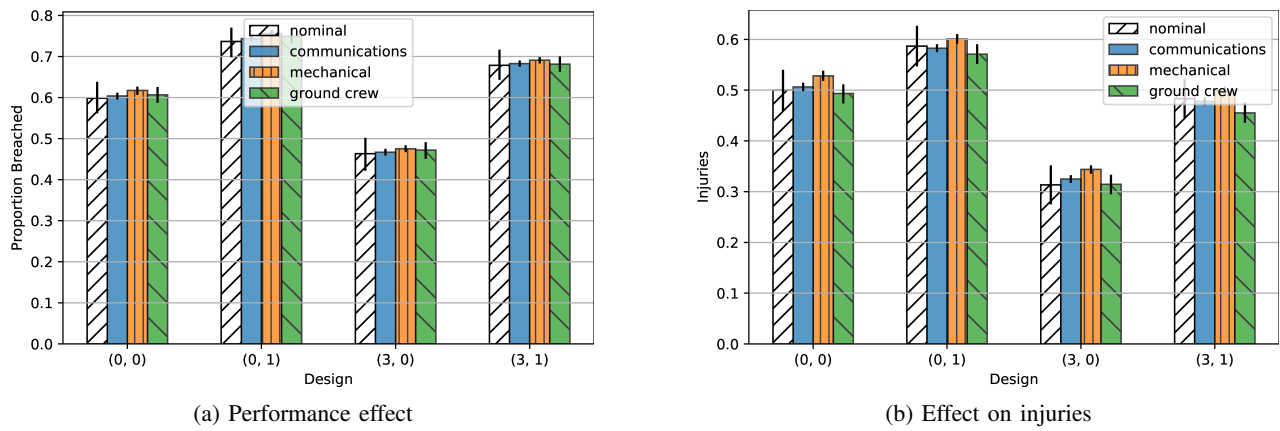 0.8
0.7
0.6
0.5
0.4
0.3
0.2
0.1
0.0
Proportion Breached
nominal
communications
mechanical
ground crew
(0, 0) (0, 1) (3, 0) (3, 1)
Design
(a) Performance effect
0.6
0.5
0.4
0.3
0.2
0.1
0.0
Injuries
nominal
communications
mechanical
ground crew
(0, 0) (0, 1) (3, 0) (3, 1)
Design
(b) Effect on injuries